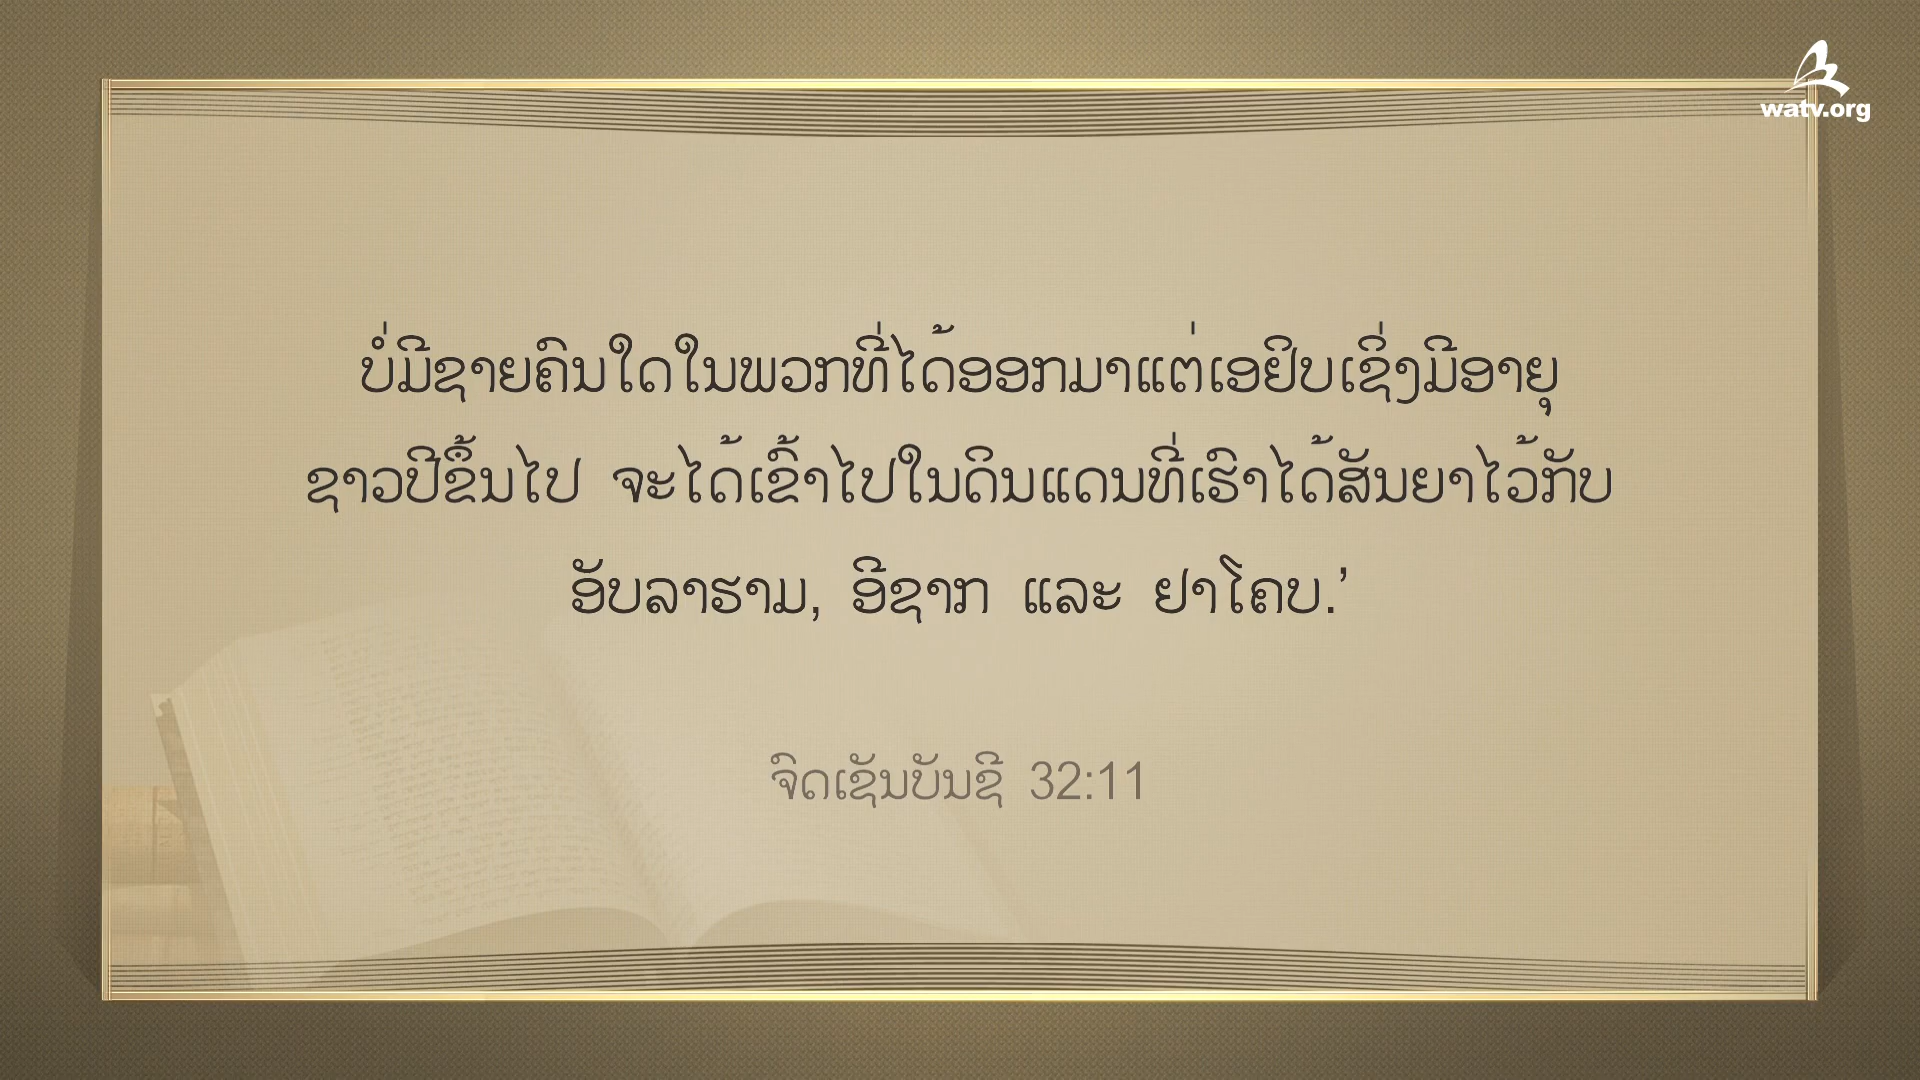 watv.org
ບໍ່ມີຊາຍຄົນໃດໃນພວກທີ່ໄດ້ອອກມາແຕ່ເອຢິບເຊິ່ງມີອາຍຸ
ຊາວປີຂຶ້ນໄປ ຈະໄດ້ເຂົ້າໄປໃນດິນແດນທີ່ເຮົາໄດ້ສັນຍາໄວ້ກັບ
ອັບລາຮາມ, ອີຊາກ ແລະ ຢາໂຄບ.’
ຈົດເຊັນບັນຊີ 32:11